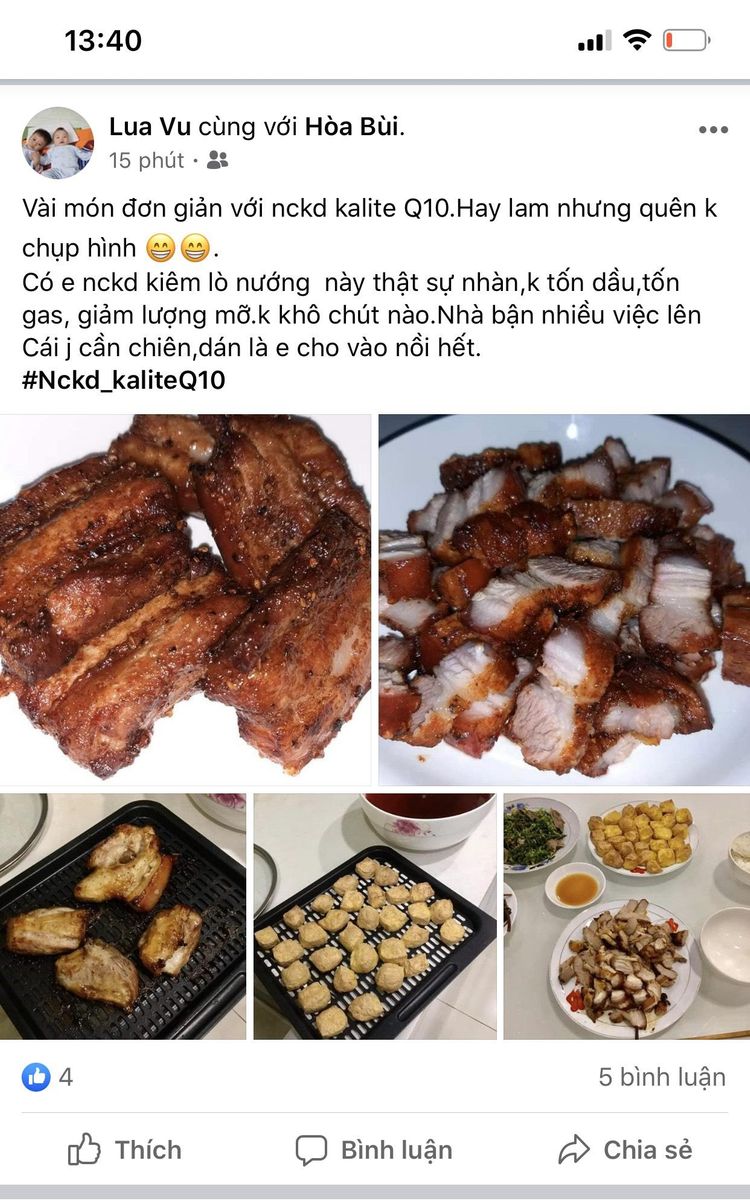 13:40
Lua Vu cùng với Hòa Bùi.
15 phút ·
Vài món đơn giản với nckd kalite Q10.Hay lam nhưng quên k
chụp hình 😁😁.
Có e nckd kiêm lò nướng  này thật sự nhàn,k tốn dầu,tốn
gas, giảm lượng mỡ.k khô chút nào.Nhà bận nhiều việc lên
Cái j cần chiên,dán là e cho vào nồi hết.
#Nckd_kaliteQ10
4
5 bình luận
Thích
Bình luận
Chia sẻ